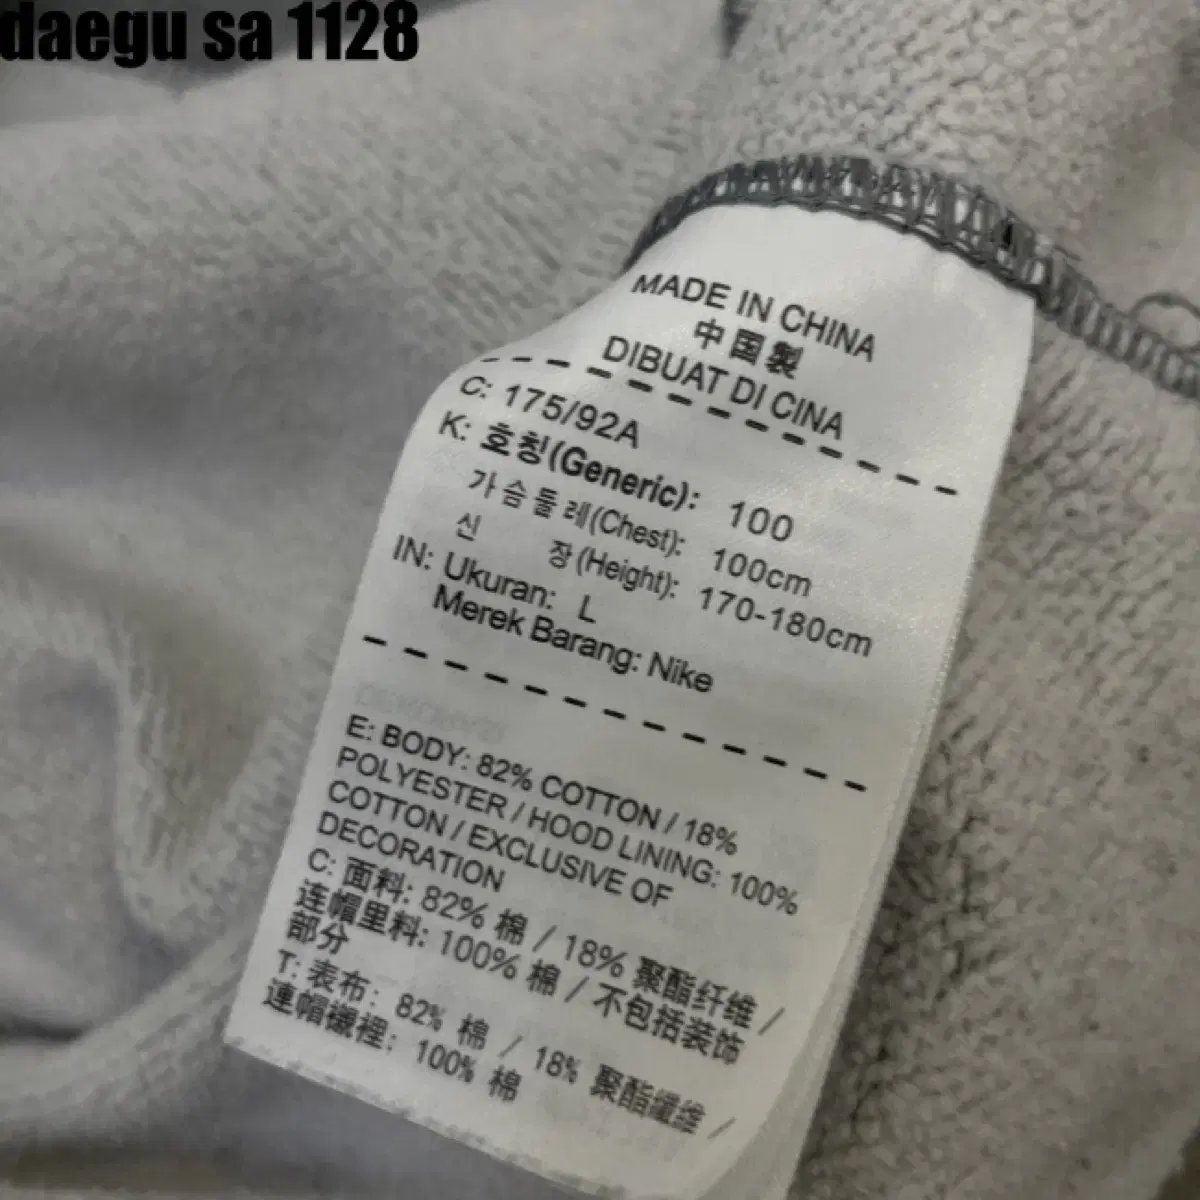 daegu sa 1128
MADE IN CHINA
中国製
DIBUAT DI CINA
C: 175/92A
K: 호칭(Generic): 100
가슴둘레(Chest): 100cm
신 장(Height): 170-180cm
IN: Ukuran: L
Merek Barang: Nike
E: BODY: 82% COTTON / 18%
POLYESTER / HOOD LINING: 100%
COTTON / EXCLUSIVE OF
DECORATION
C: 面料: 82% 棉 / 18% 聚酯纤维 /
连帽里料: 100% 棉 / 不包括装饰
部分
T: 表布: 82% 棉 / 18% 聚酯纖維 /
連帽襯裡: 100% 棉